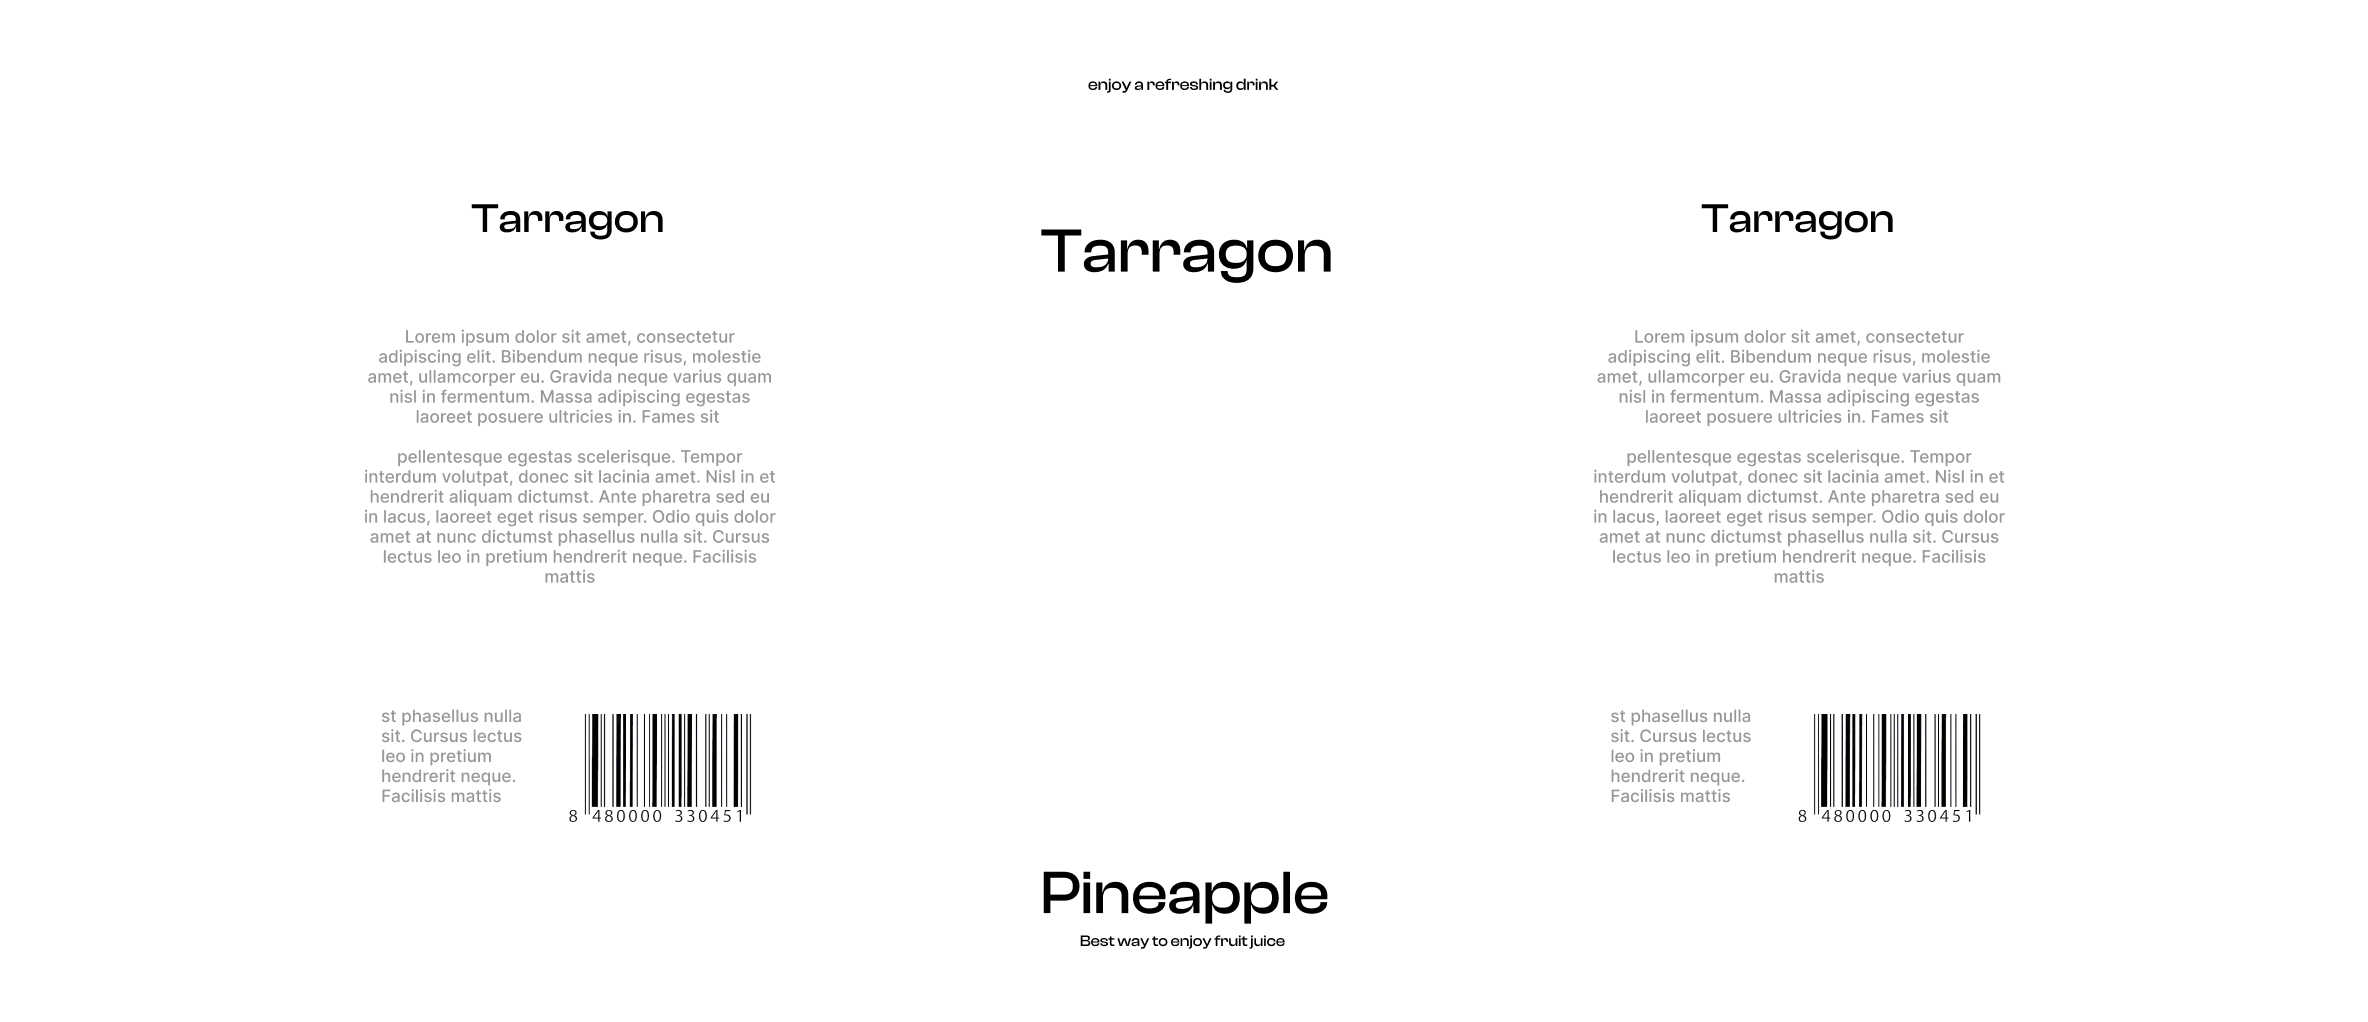 enjoy a refreshing drink
Tarragon
Lorem ipsum dolor sit amet, consectetur
adipiscing elit. Bibendum neque risus, molestie
amet, ullamcorper eu. Gravida neque varius quam
nisl in fermentum. Massa adipiscing egestas
laoreet posuere ultricies in. Fames sit
pellentesque egestas scelerisque. Tempor
interdum volutpat, donec sit lacinia amet. Nisl in et
hendrerit aliquam dictumst. Ante pharetra sed eu
in lacus, laoreet eget risus semper. Odio quis dolor
amet at nunc dictumst phasellus nulla sit. Cursus
lectus leo in pretium hendrerit neque. Facilisis
mattis
st phasellus nulla
sit. Cursus lectus
leo in pretium
hendrerit neque.
Facilisis mattis
8 480000 330451
Tarragon
Pineapple
Best way to enjoy fruit juice
Tarragon
Lorem ipsum dolor sit amet, consectetur
adipiscing elit. Bibendum neque risus, molestie
amet, ullamcorper eu. Gravida neque varius quam
nisl in fermentum. Massa adipiscing egestas
laoreet posuere ultricies in. Fames sit
pellentesque egestas scelerisque. Tempor
interdum volutpat, donec sit lacinia amet. Nisl in et
hendrerit aliquam dictumst. Ante pharetra sed eu
in lacus, laoreet eget risus semper. Odio quis dolor
amet at nunc dictumst phasellus nulla sit. Cursus
lectus leo in pretium hendrerit neque. Facilisis
mattis
st phasellus nulla
sit. Cursus lectus
leo in pretium
hendrerit neque.
Facilisis mattis
8 480000 330451